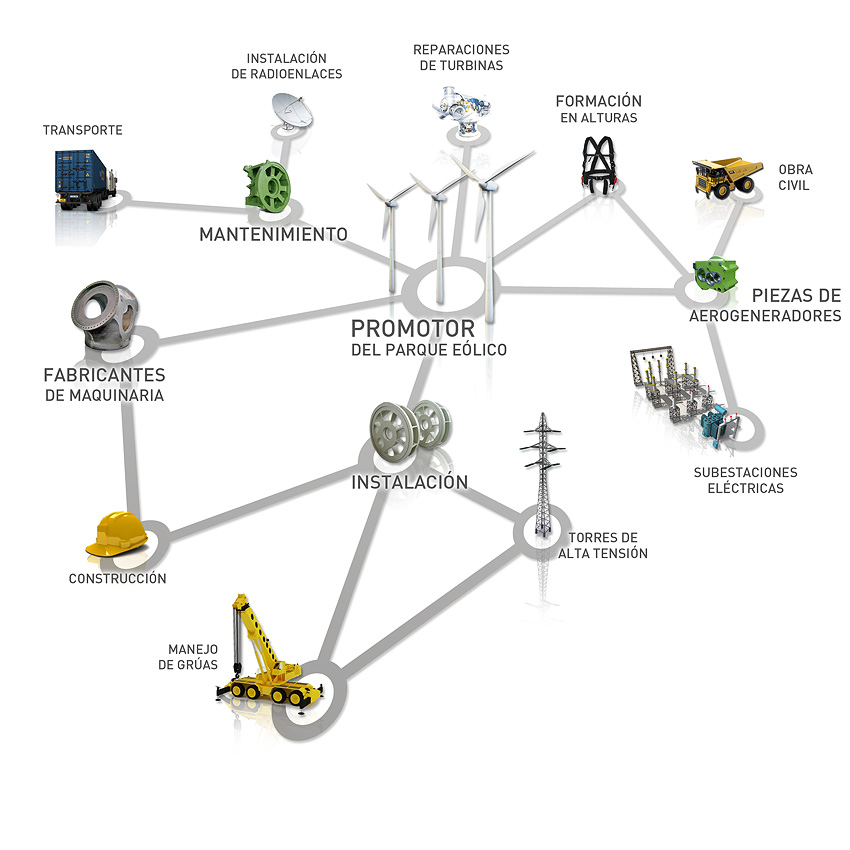 INSTALACIÓN
DE RADIOENLACES
REPARACIONES
DE TURBINAS
FORMACIÓN
EN ALTURAS
TRANSPORTE
OBRA
CIVIL
MANTENIMIENTO
PIEZAS DE
AEROGENERADORES
PROMOTOR
DEL PARQUE EÓLICO
FABRICANTES
DE MAQUINARIA
INSTALACIÓN
SUBESTACIONES
ELÉCTRICAS
TORRES DE
ALTA TENSIÓN
CONSTRUCCIÓN
MANEJO
DE GRÚAS